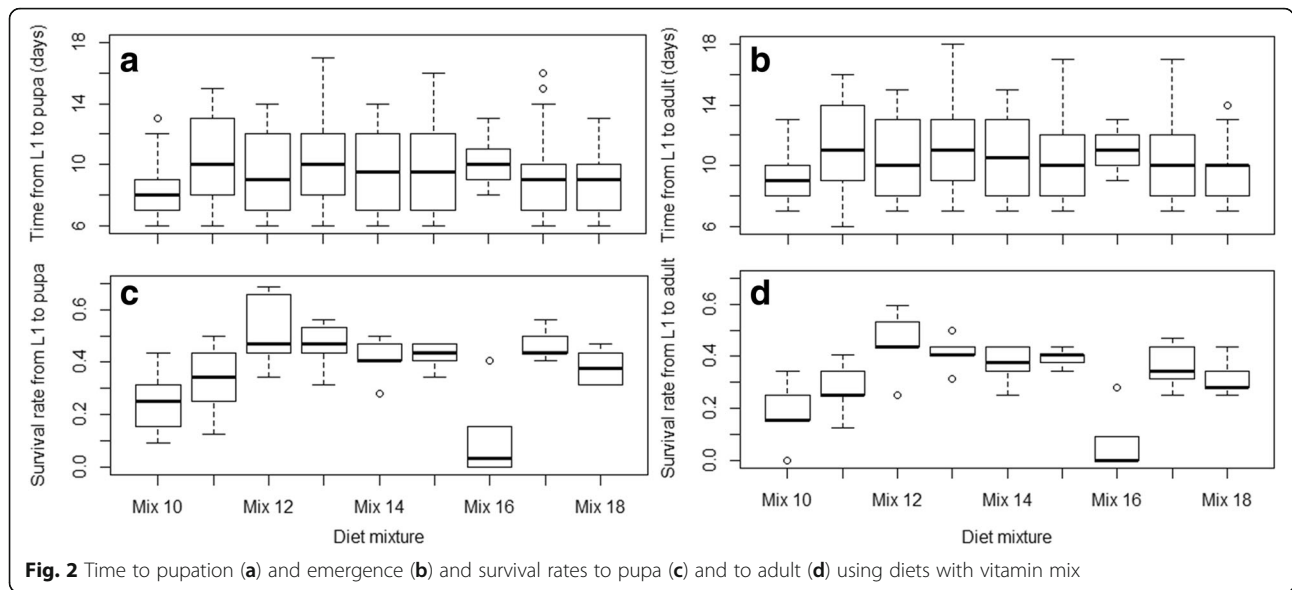 a
Time from L1 to pupa (days)
18
14
10
6
b
Time from L1 to adult (days)
18
14
10
6
c
Survival rate from L1 to pupa
0.6
0.4
0.2
0.0
Mix 10 Mix 12 Mix 14 Mix 16 Mix 18
Diet mixture
d
Survival rate from L1 to adult
0.6
0.4
0.2
0.0
Mix 10 Mix 12 Mix 14 Mix 16 Mix 18
Diet mixture
Fig. 2 Time to pupation (a) and emergence (b) and survival rates to pupa (c) and to adult (d) using diets with vitamin mix